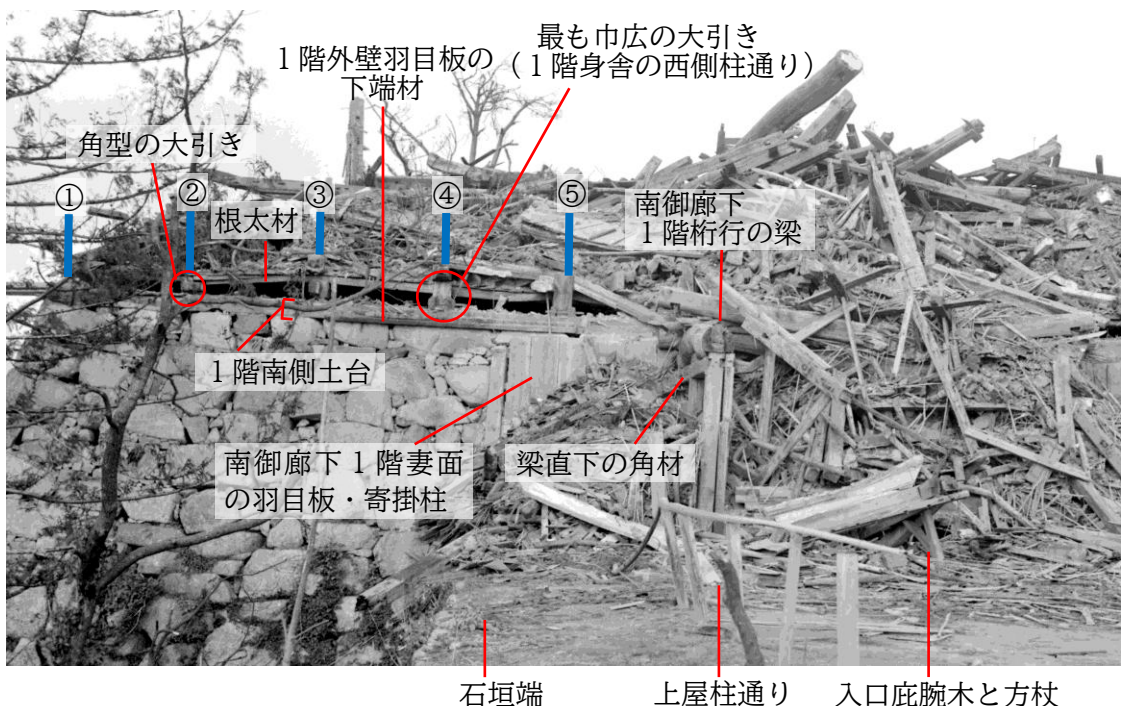 最も巾広の大引き
（１階身舎の西側柱通り）
１階外壁羽目板の
下端材
角型の大引き
①
②
③
④
⑤
根太材
南御廊下
１階桁行の梁
１階南側土台
南御廊下１階妻面
の羽目板・寄掛柱
梁直下の角材
石垣端
上屋柱通り
入口庇腕木と方杖